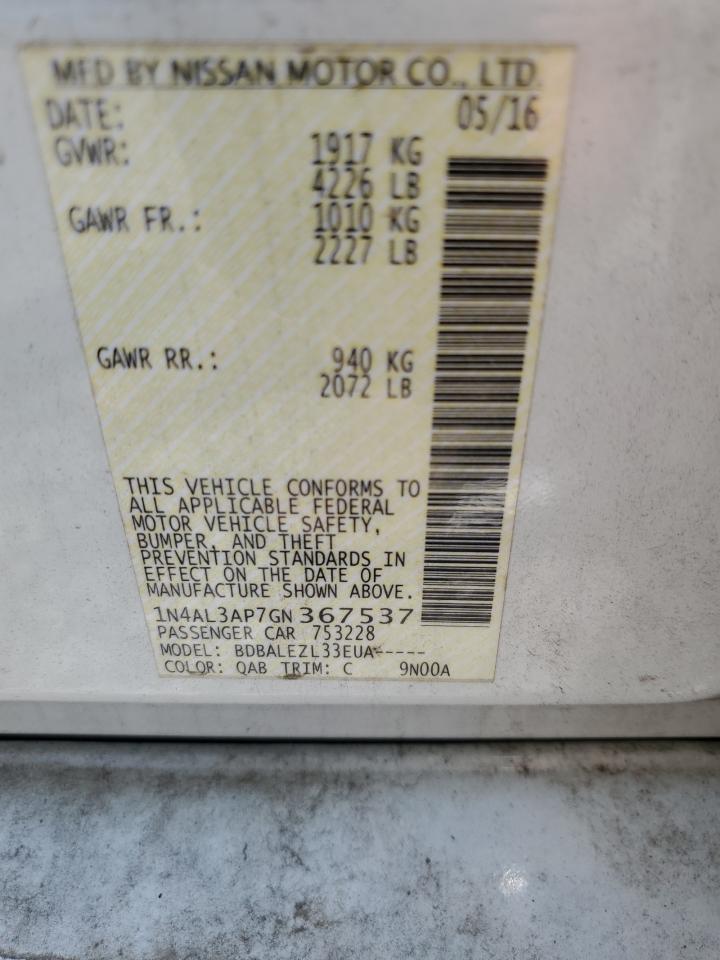 MFD BY NISSAN MOTOR CO., LTD.
DATE: 05/16
GVWR: 1917 KG
4226 LB
GAWR FR.: 1010 KG
2227 LB
GAWR RR.: 940 KG
2072 LB
THIS VEHICLE CONFORMS TO
ALL APPLICABLE FEDERAL
MOTOR VEHICLE SAFETY,
BUMPER, AND THEFT
PREVENTION STANDARDS IN
EFFECT ON THE DATE OF
MANUFACTURE SHOWN ABOVE.
1N4AL3AP7GN367537
PASSENGER CAR 753228
MODEL: BDBALEZL33EUA-----
COLOR: QAB TRIM: C 9N00A